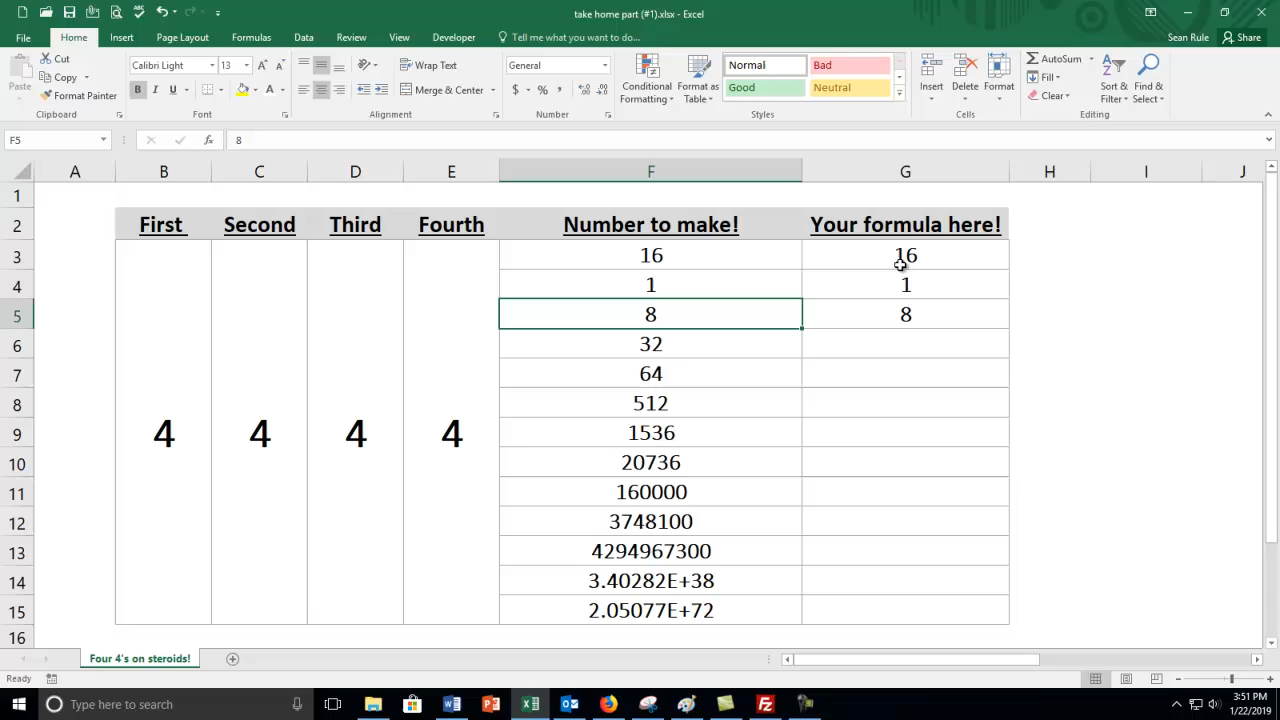 take home part (#1).xlsx - Excel
File Home Insert Page Layout Formulas Data Review View Developer Tell me what you want to do... Sean Rule Share
Paste
Cut
Copy
Format Painter
Clipboard
Calibri Light 13
B I U
Font
Wrap Text
Merge & Center
Alignment
General
$ % ,
Number
Conditional Formatting
Format as Table
Normal Bad
Good Neutral
Styles
Insert Delete Format
Cells
AutoSum
Fill
Clear
Sort & Filter
Find & Select
Editing
F5 fx 8
A B C D E F G H I J
1
2 First Second Third Fourth Number to make! Your formula here!
3 16 16
4 1 1
5 8 8
6 32
7 64
8 512
9 4 4 4 4 1536
10 20736
11 160000
12 3748100
13 4294967300
14 3.40282E+38
15 2.05077E+72
16
Four 4's on steroids!
Ready
Type here to search
3:51 PM
1/22/2019